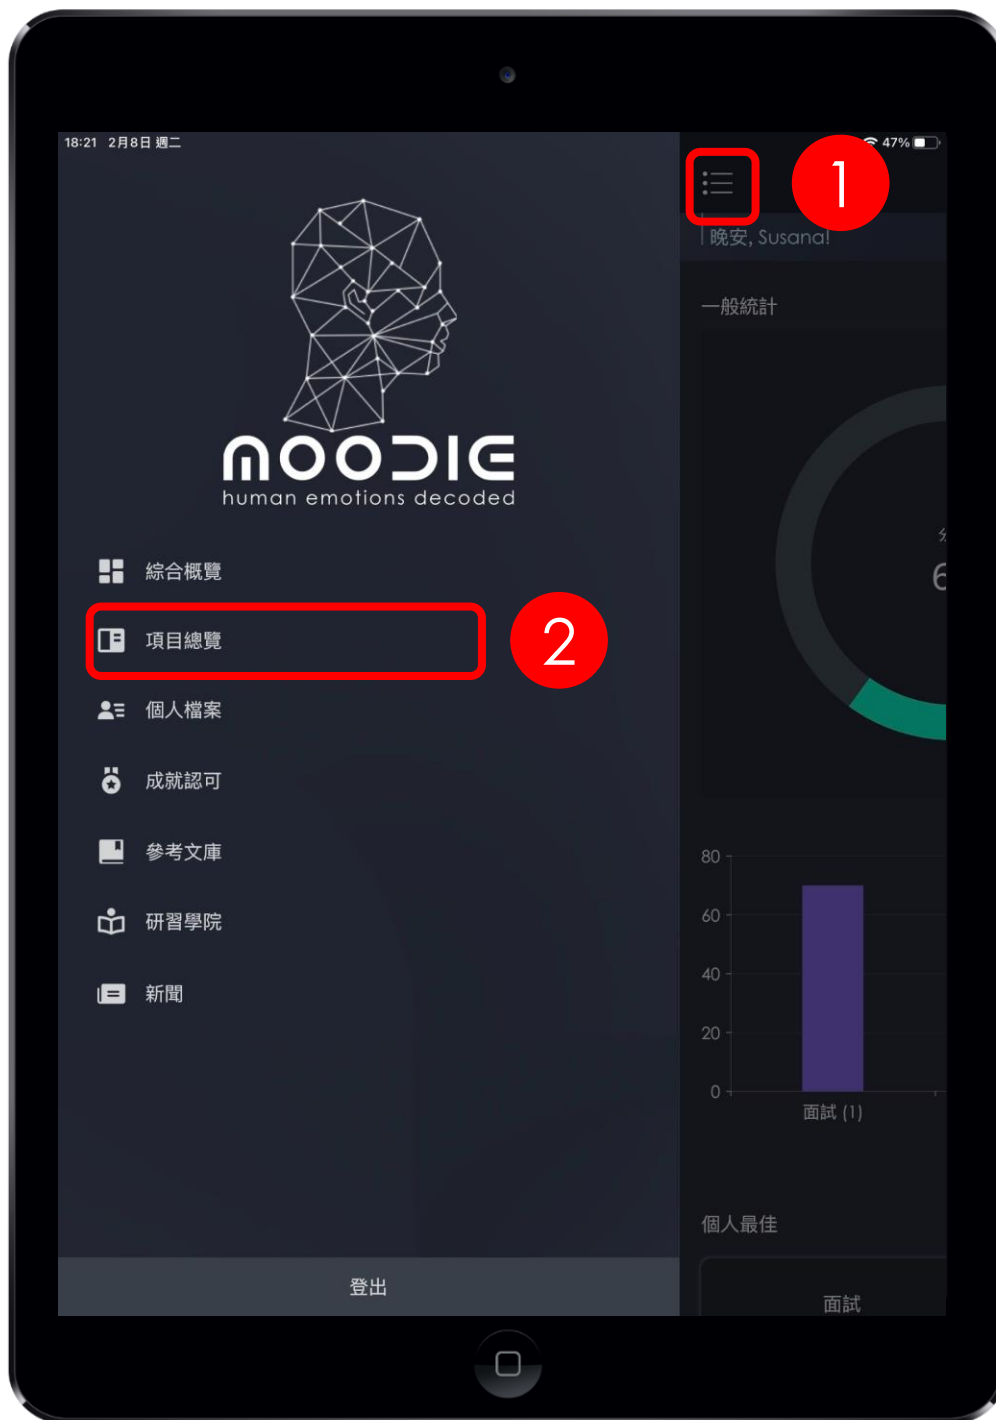 18:21 2月8日 週二
47%
1
晚安, Susana!
一般統計
MOODIE
human emotions decoded
綜合概覽
項目總覽
2
個人檔案
成就認可
參考文庫
研習學院
新聞
6
80
60
40
20
0
面試 (1)
個人最佳
面試
登出